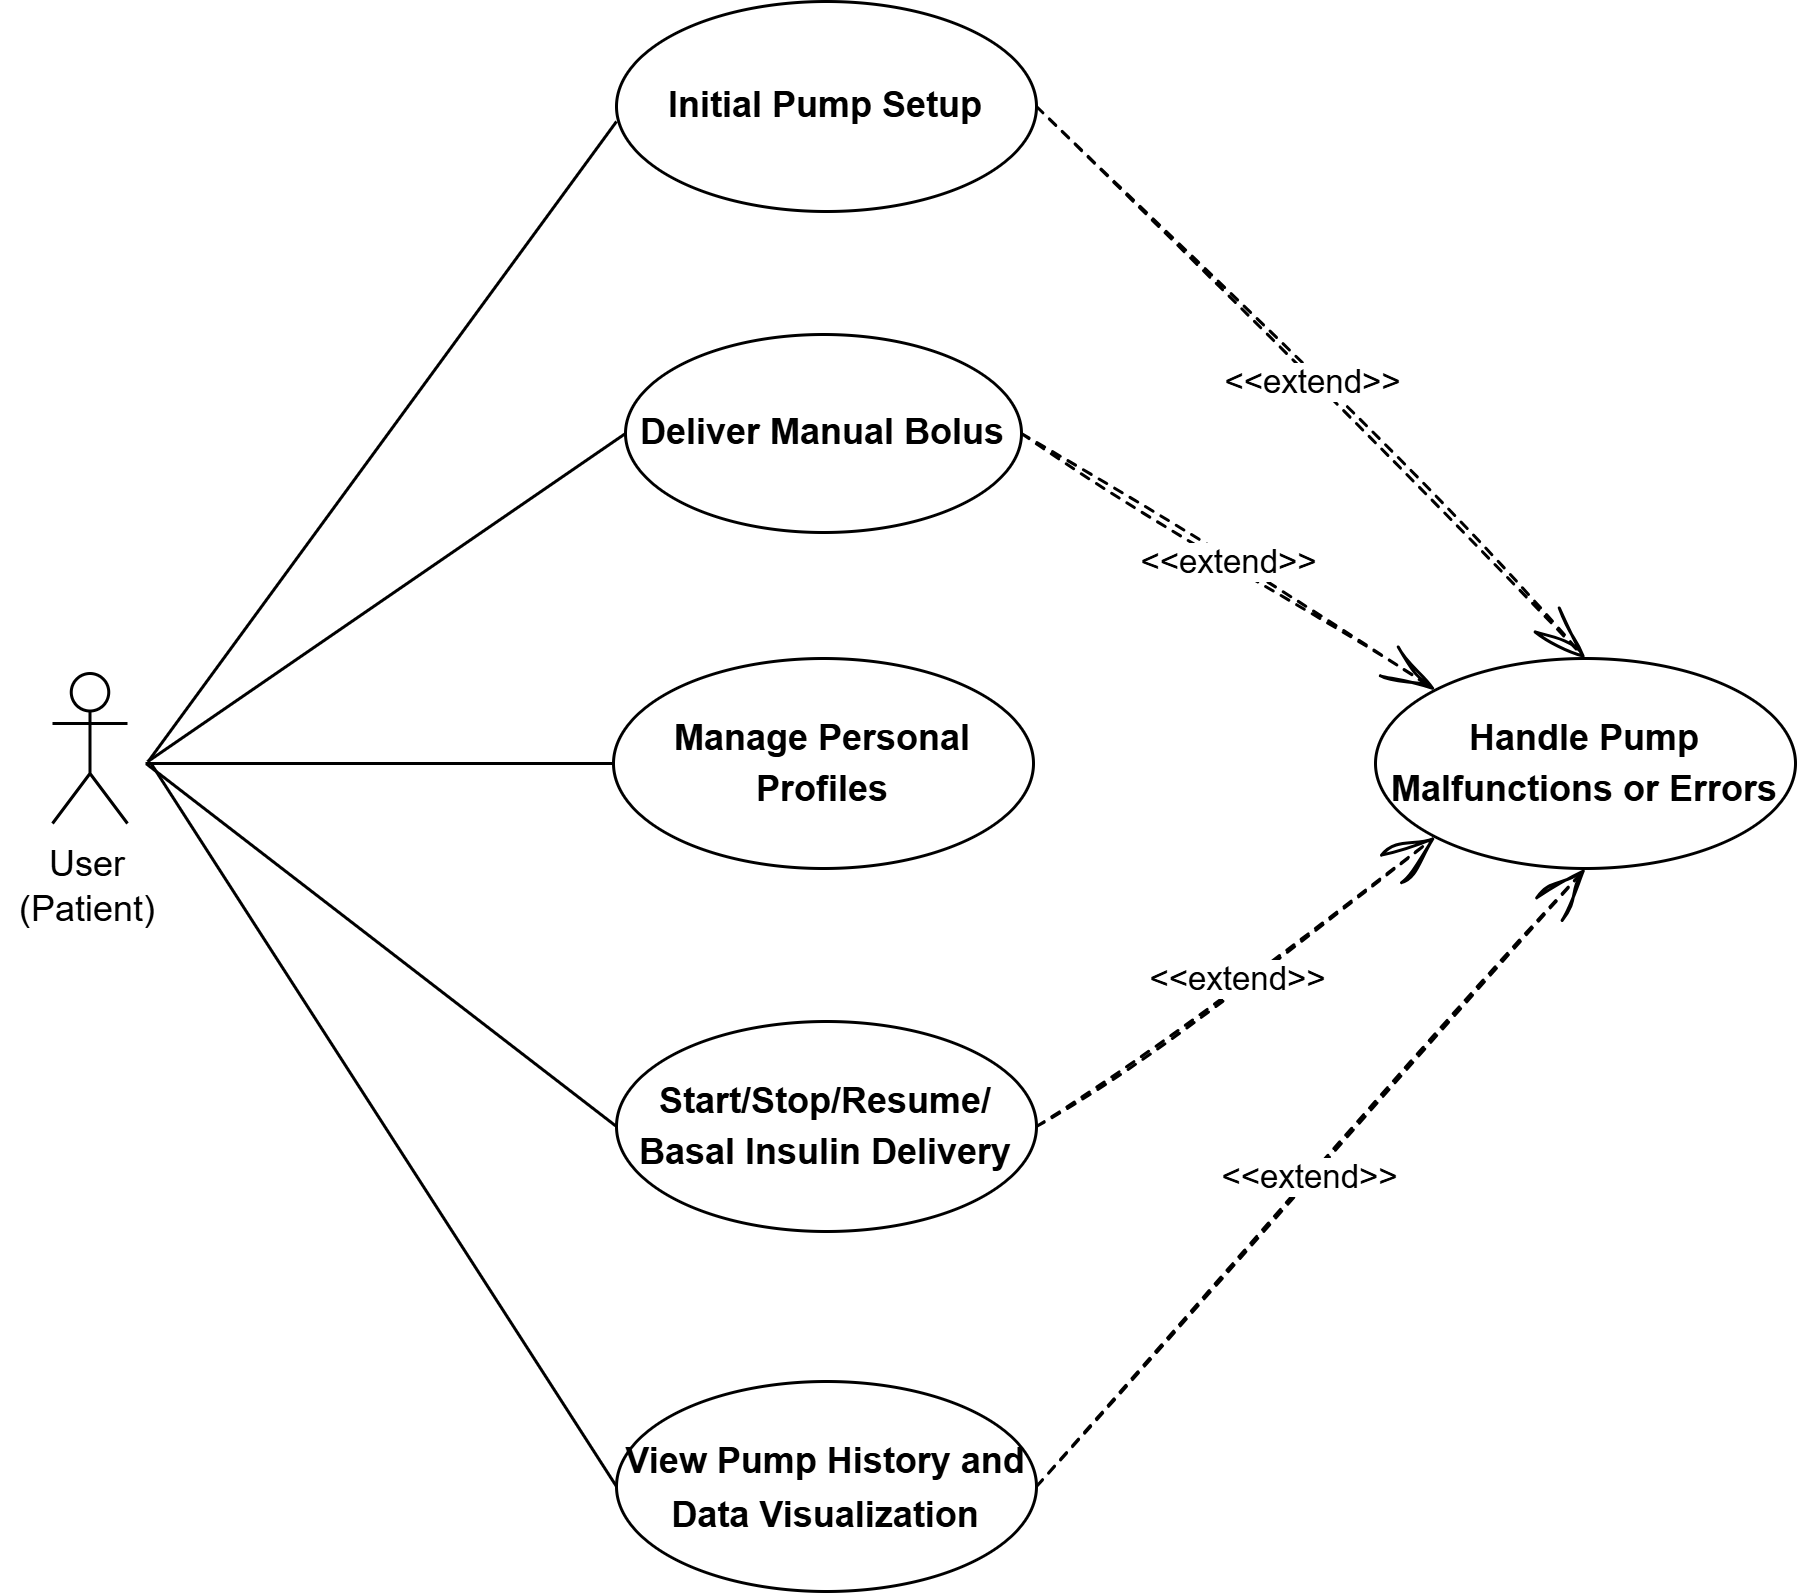 Initial Pump Setup
<<extend>>
Deliver Manual Bolus
<<extend>>
Manage Personal
Profiles
Handle Pump
Malfunctions or Errors
User
(Patient)
<<extend>>
Start/Stop/Resume/
Basal Insulin Delivery
<<extend>>
View Pump History and
Data Visualization